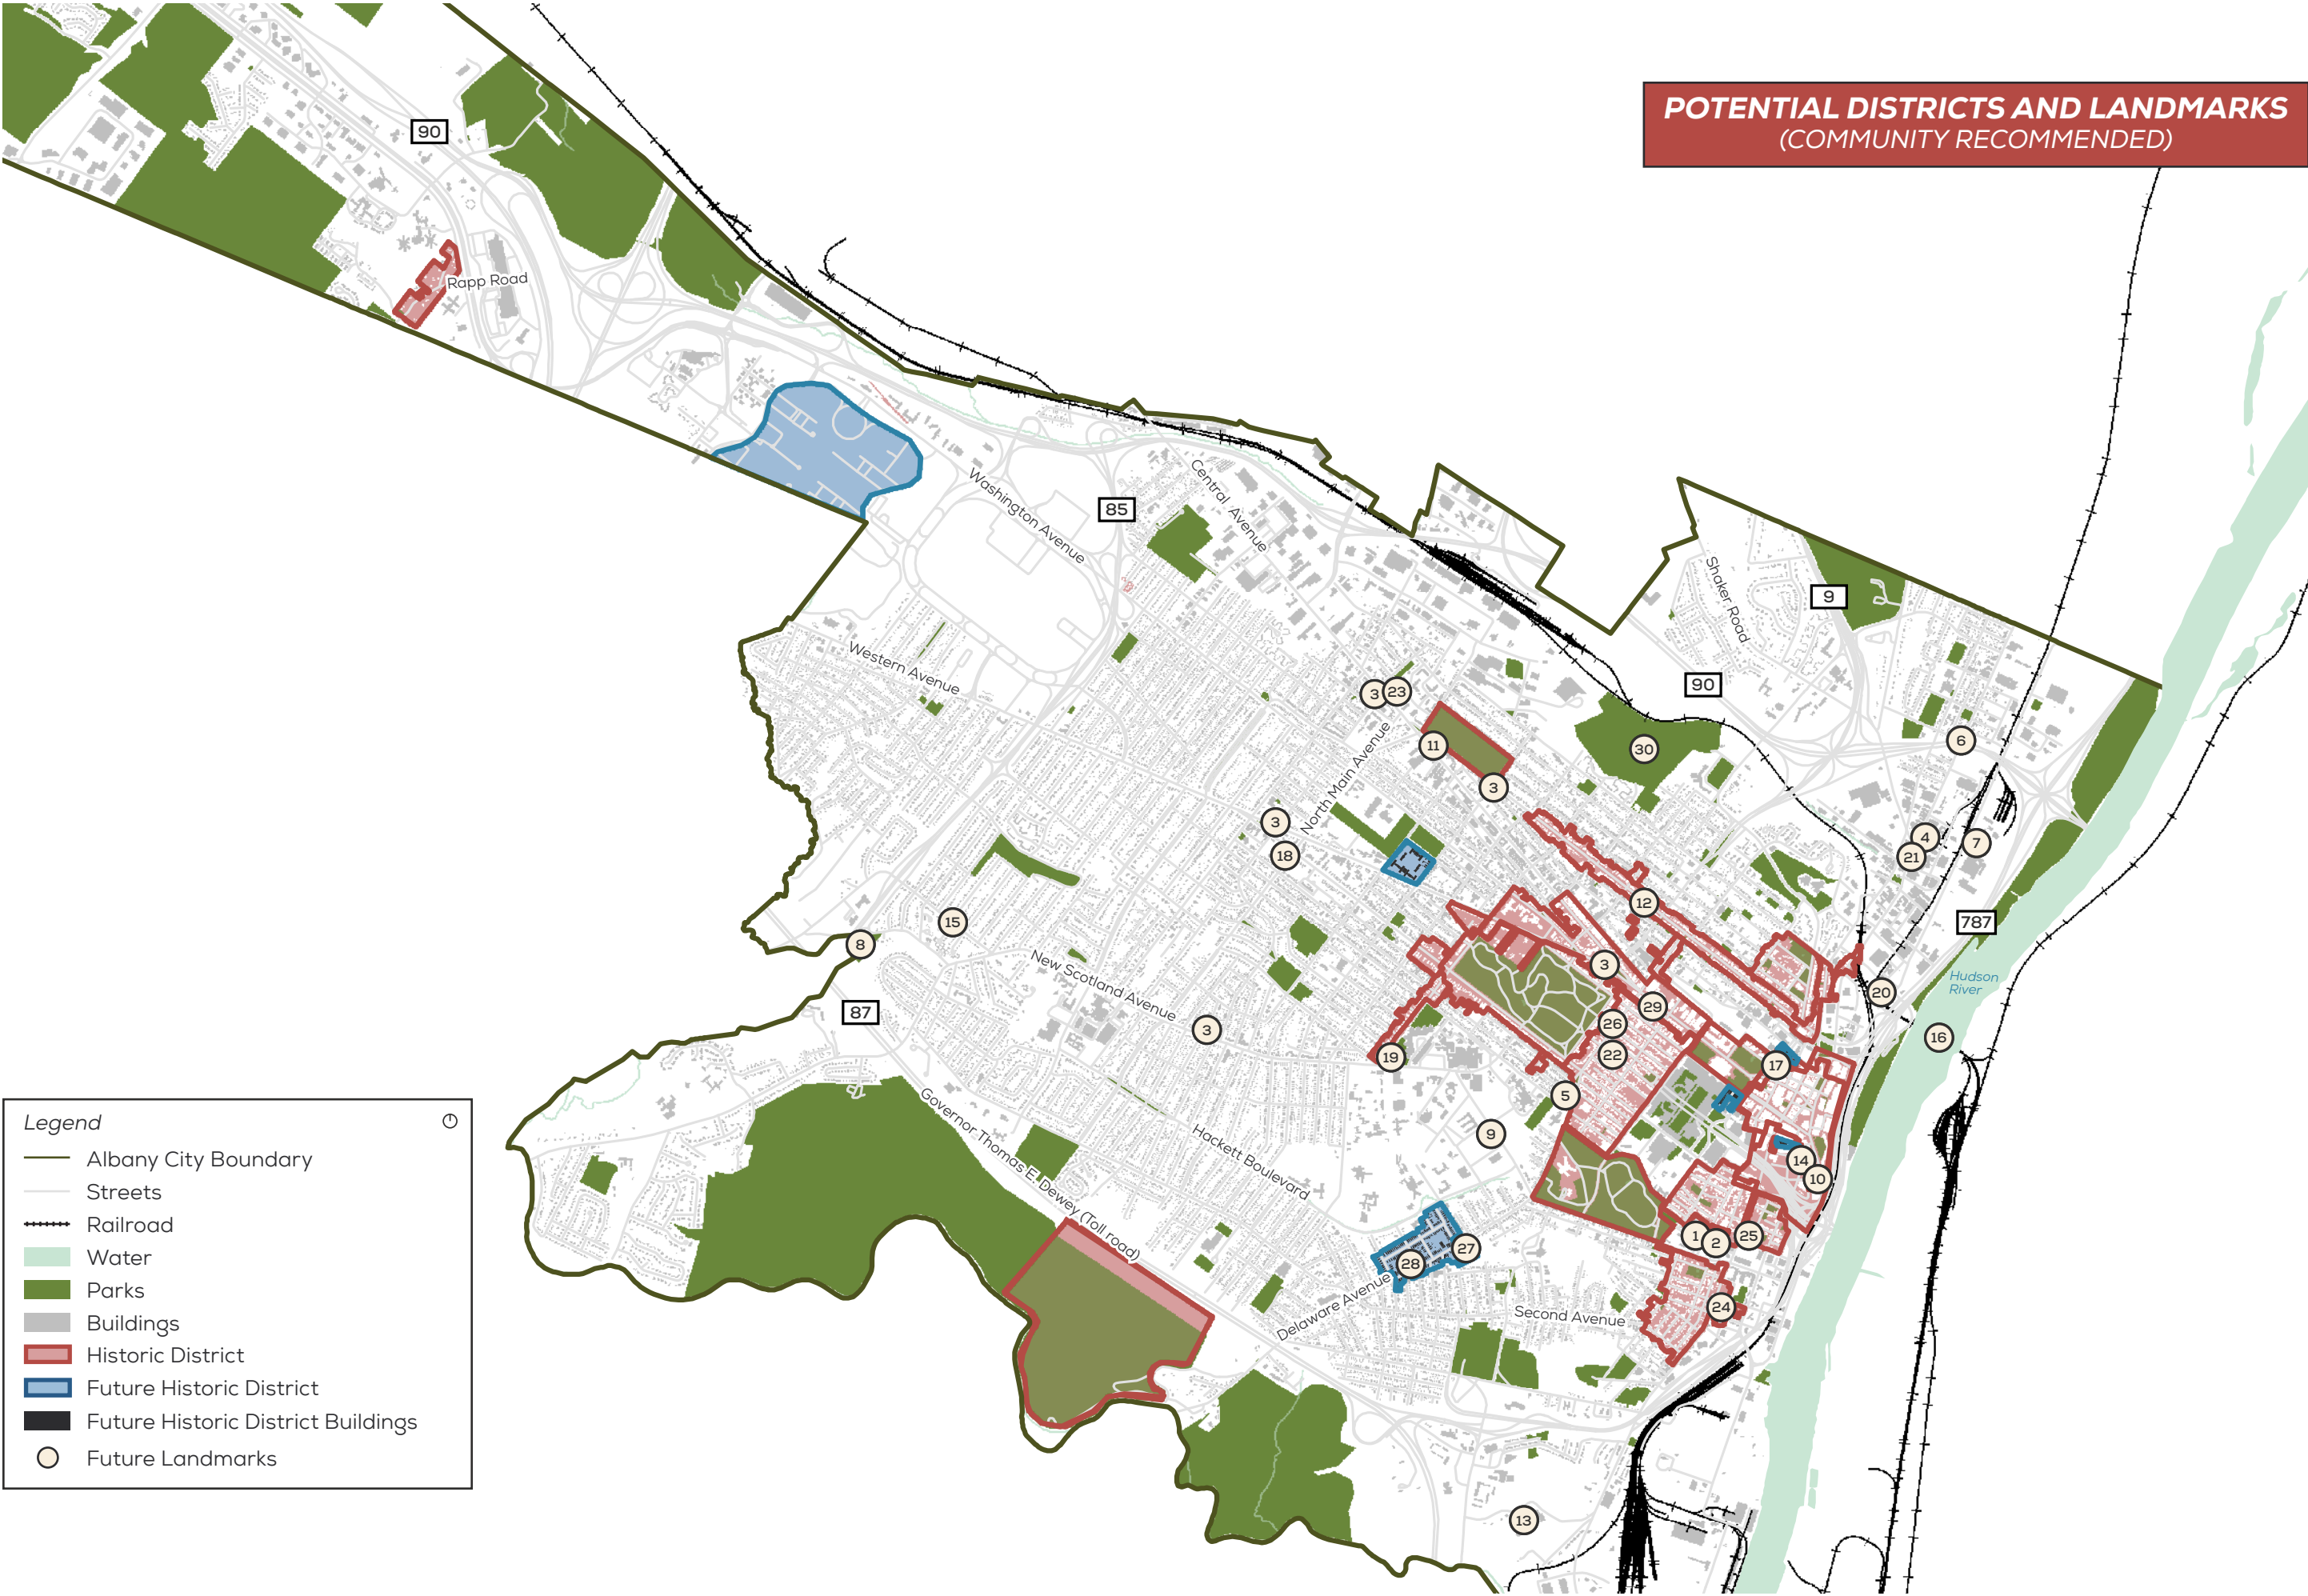 POTENTIAL DISTRICTS AND LANDMARKS
(COMMUNITY RECOMMENDED)
90
Rapp Road
Washington Avenue
85
Central Avenue
Shaker Road
9
90
Western Avenue
3
23
North Main Avenue
11
3
30
6
3
18
4
21
7
12
787
15
8
New Scotland Avenue
3
Hudson
River
20
87
3
29
26
22
19
16
17
5
9
Governor Thomas E. Dewey (Toll road)
Hackett Boulevard
14
10
1
2
25
27
28
Delaware Avenue
Second Avenue
24
13
Legend
Albany City Boundary
Streets
Railroad
Water
Parks
Buildings
Historic District
Future Historic District
Future Historic District Buildings
Future Landmarks